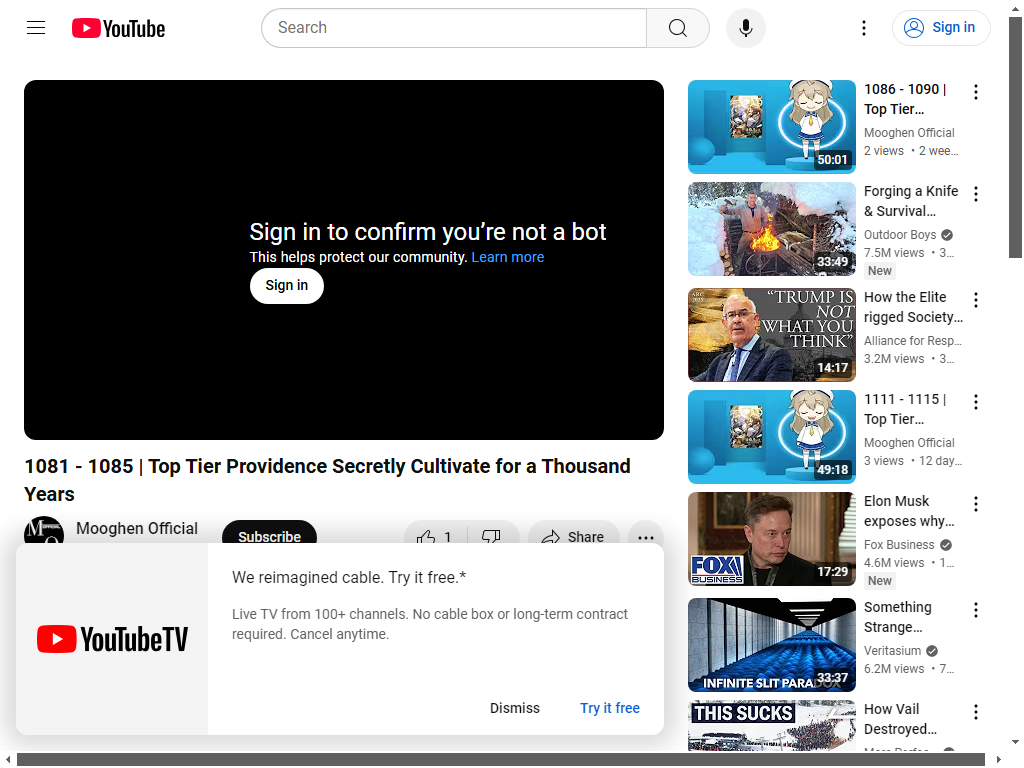 YouTube
Search
Sign in
Sign in to confirm you’re not a bot
This helps protect our community. Learn more
Sign in
1081 - 1085 | Top Tier Providence Secretly Cultivate for a Thousand
Years
Mooghen Official
Subscribe
1
Share
We reimagined cable. Try it free.*
Live TV from 100+ channels. No cable box or long-term contract
required. Cancel anytime.
YouTubeTV
Dismiss
Try it free
50:01
1086 - 1090 |
Top Tier…
Mooghen Official
2 views • 2 wee…
33:49
Forging a Knife
& Survival…
Outdoor Boys
7.5M views • 3…
New
ARC
2025
“TRUMP IS
NOT
WHAT YOU
THINK”
14:17
How the Elite
rigged Society…
Alliance for Resp…
3.2M views • 3…
49:18
1111 - 1115 |
Top Tier…
Mooghen Official
3 views • 12 day…
FOX
BUSINESS
17:29
Elon Musk
exposes why…
Fox Business
4.6M views • 1…
New
INFINITE SLIT PARADOX
33:37
Something
Strange…
Veritasium
6.2M views • 7…
THIS SUCKS
How Vail
Destroyed…